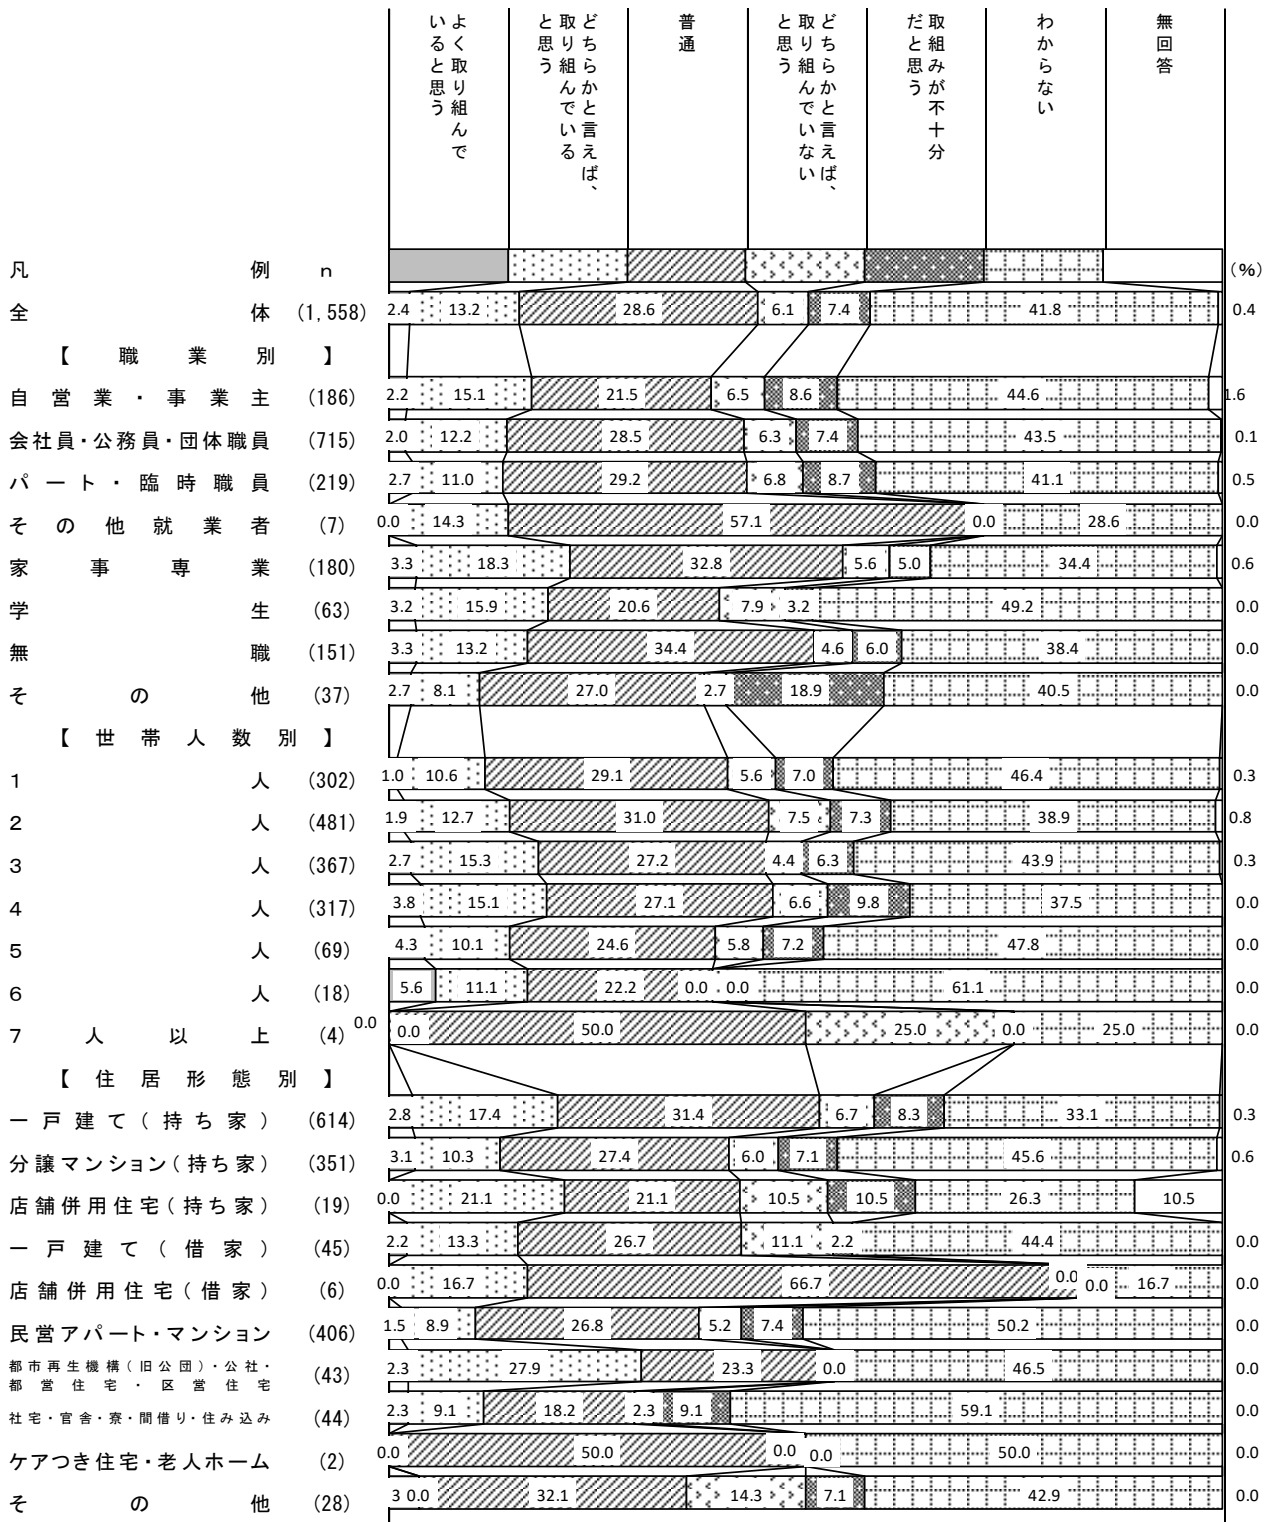 よく取り組んで
いると思う
どちらかと言えば、
取り組んでいる
と思う
普通
どちらかと言えば、
取り組んでいない
と思う
取組みが不十分
だと思う
わからない
無回答
凡例 n (%)
全体 (1,558) 2.4 13.2 28.6 6.1 7.4 41.8 0.4
【職業別】
自営業・事業主 (186) 2.2 15.1 21.5 6.5 8.6 44.6 1.6
会社員・公務員・団体職員 (715) 2.0 12.2 28.5 6.3 7.4 43.5 0.1
パート・臨時職員 (219) 2.7 11.0 29.2 6.8 8.7 41.1 0.5
その他就業者 (7) 0.0 14.3 57.1 0.0 28.6 0.0
家事専業 (180) 3.3 18.3 32.8 5.6 5.0 34.4 0.6
学生 (63) 3.2 15.9 20.6 7.9 3.2 49.2 0.0
無職 (151) 3.3 13.2 34.4 4.6 6.0 38.4 0.0
その他 (37) 2.7 8.1 27.0 2.7 18.9 40.5 0.0
【世帯人数別】
1人 (302) 1.0 10.6 29.1 5.6 7.0 46.4 0.3
2人 (481) 1.9 12.7 31.0 7.5 7.3 38.9 0.8
3人 (367) 2.7 15.3 27.2 4.4 6.3 43.9 0.3
4人 (317) 3.8 15.1 27.1 6.6 9.8 37.5 0.0
5人 (69) 4.3 10.1 24.6 5.8 7.2 47.8 0.0
6人 (18) 5.6 11.1 22.2 0.0 0.0 61.1 0.0
7人以上 (4) 0.0 0.0 50.0 25.0 0.0 25.0 0.0
【住居形態別】
一戸建て(持ち家) (614) 2.8 17.4 31.4 6.7 8.3 33.1 0.3
分譲マンション(持ち家) (351) 3.1 10.3 27.4 6.0 7.1 45.6 0.6
店舗併用住宅(持ち家) (19) 0.0 21.1 21.1 10.5 10.5 26.3 10.5
一戸建て(借家) (45) 2.2 13.3 26.7 11.1 2.2 44.4 0.0
店舗併用住宅(借家) (6) 0.0 16.7 66.7 0.0 0.0 16.7 0.0
民営アパート・マンション (406) 1.5 8.9 26.8 5.2 7.4 50.2 0.0
都市再生機構(旧公団)・公社・
都営住宅・区営住宅 (43) 2.3 27.9 23.3 0.0 46.5 0.0
社宅・官舎・寮・間借り・住み込み (44) 2.3 9.1 18.2 2.3 9.1 59.1 0.0
ケアつき住宅・老人ホーム (2) 0.0 50.0 0.0 0.0 50.0 0.0
その他 (28) 3 0.0 32.1 14.3 7.1 42.9 0.0